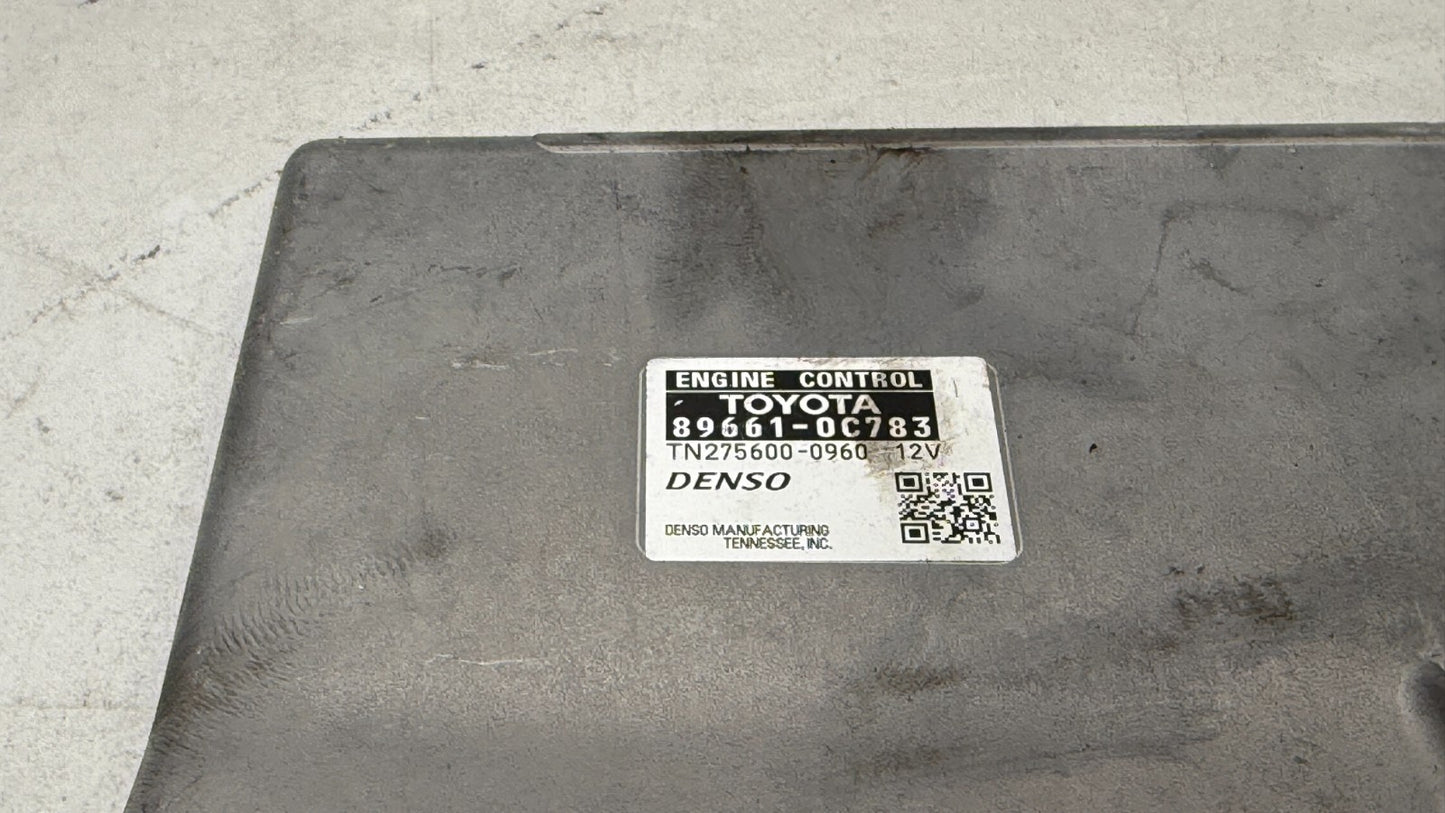 ENGINE CONTROL
TOYOTA
89661-0C783
TN275600-0960 12V
DENSO
DENSO MANUFACTURING
TENNESSEE, INC.